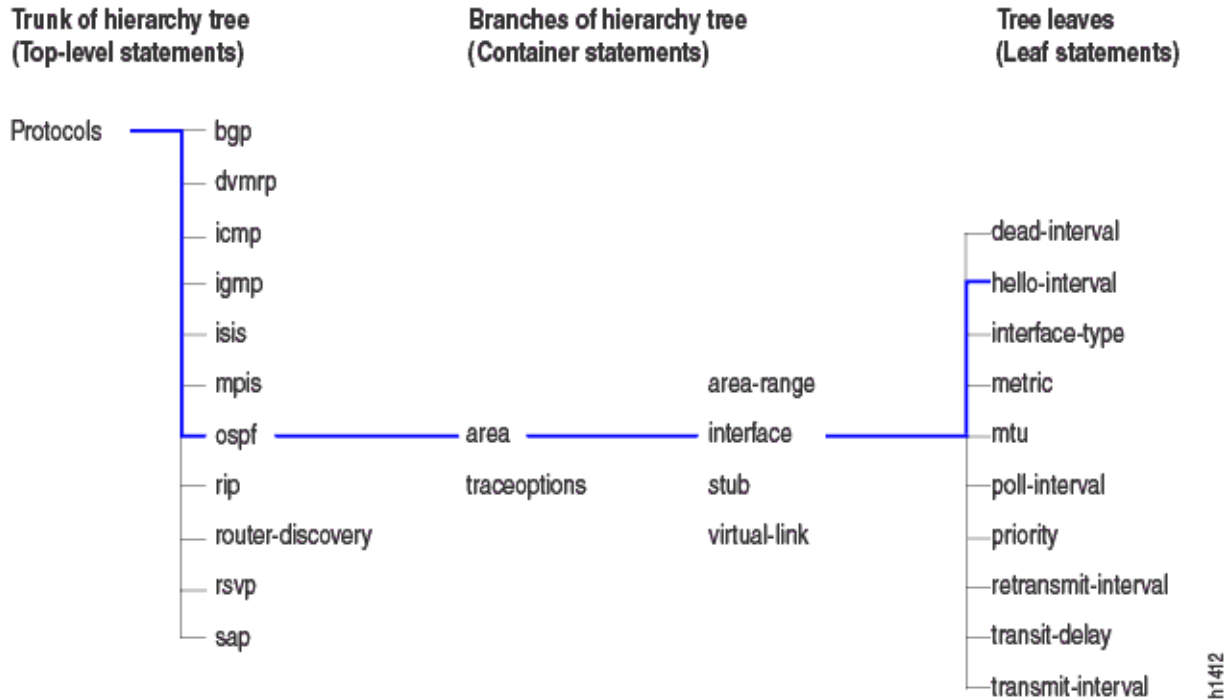 Trunk of hierarchy tree
(Top-level statements)
Branches of hierarchy tree
(Container statements)
Tree leaves
(Leaf statements)
Protocols
bgp
dvmrp
icmp
igmp
isis
mpis
ospf
rip
router-discovery
rsvp
sap
area
traceoptions
area-range
interface
stub
virtual-link
dead-interval
hello-interval
interface-type
metric
mtu
poll-interval
priority
retransmit-interval
transit-delay
transmit-interval
h1412